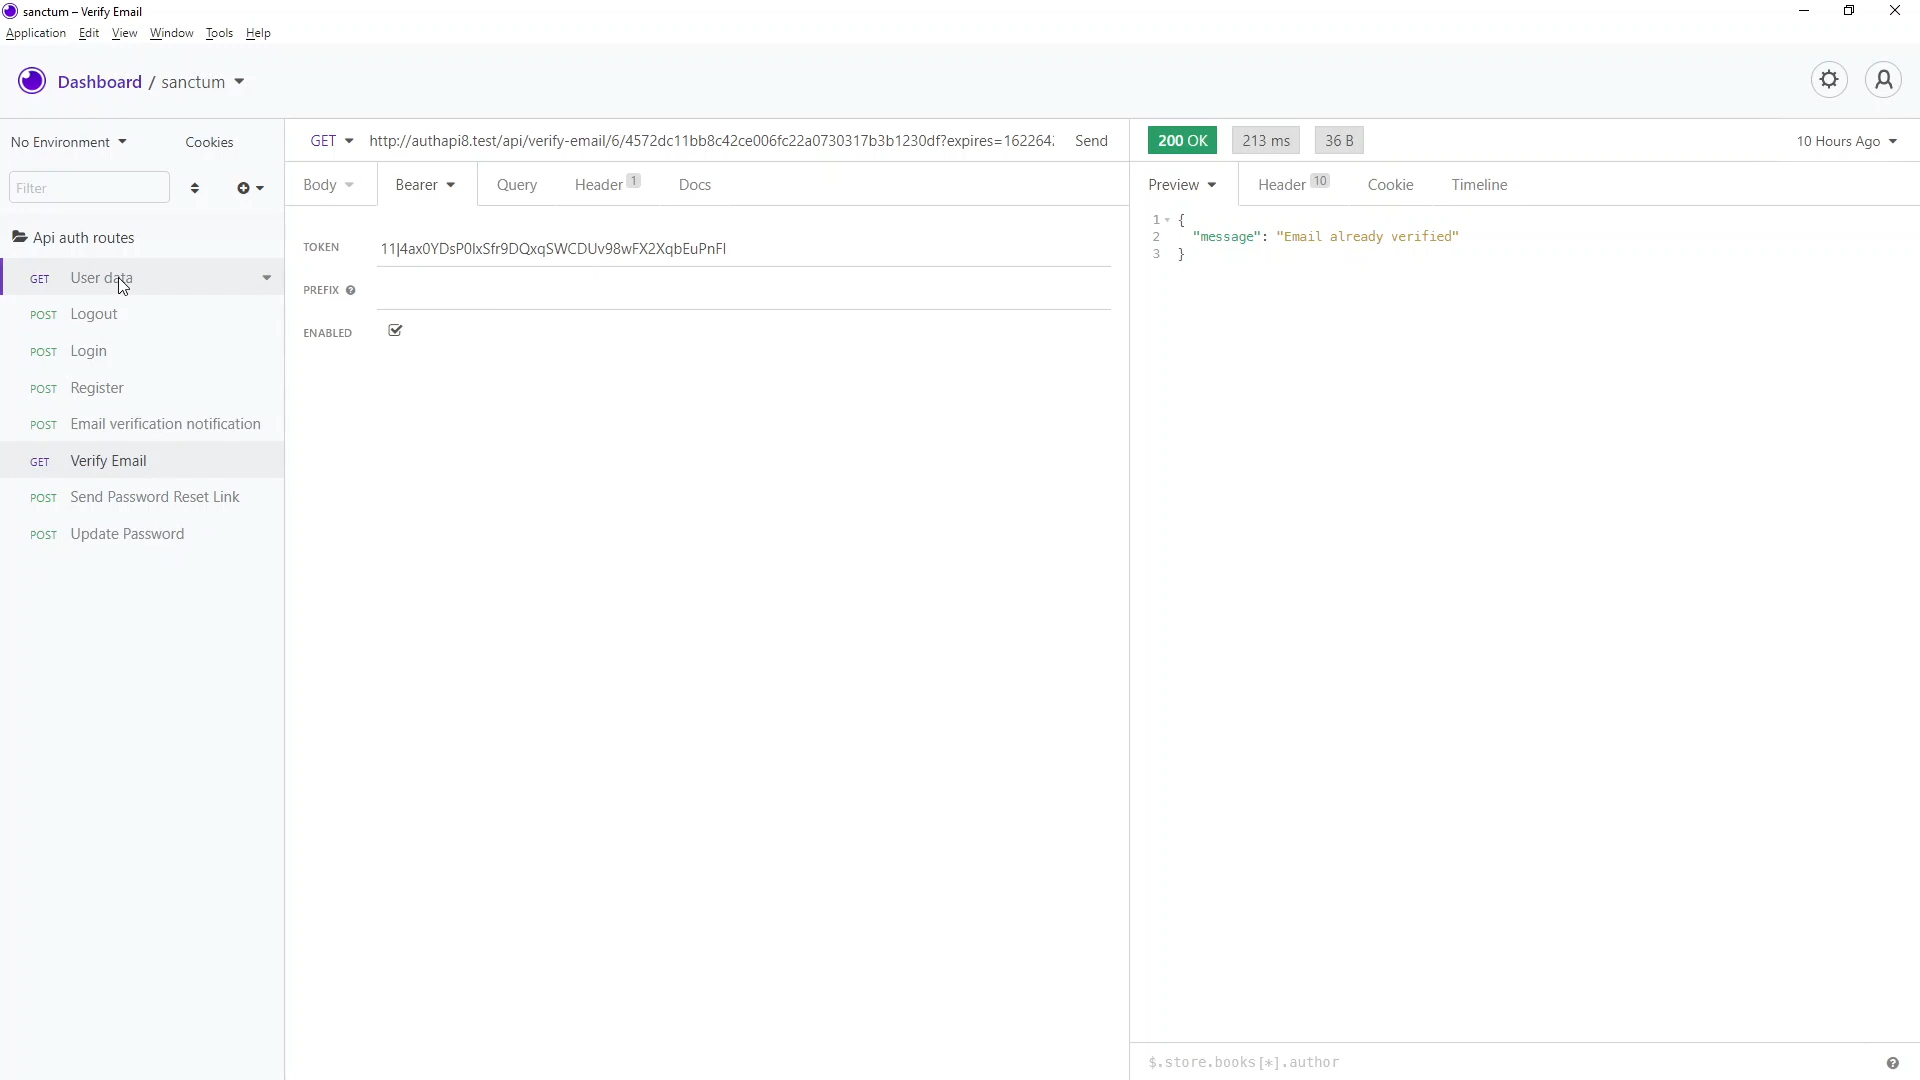 sanctum – Verify Email
Application Edit View Window Tools Help
Dashboard / sanctum
No Environment Cookies
Filter
Api auth routes
GET User data
POST Logout
POST Login
POST Register
POST Email verification notification
GET Verify Email
POST Send Password Reset Link
POST Update Password
GET http://authapi8.test/api/verify-email/6/4572dc11bb8c42ce006fc22a0730317b3b1230df?expires=162264 Send
Body Bearer Query Header 1 Docs
TOKEN 11|4ax0YDsP0lxSfr9DQxqSWCDUv98wFX2XqbEuPnFl
PREFIX
ENABLED
200 OK 213 ms 36 B 10 Hours Ago
Preview Header 10 Cookie Timeline
1 {
2 "message": "Email already verified"
3 }
$.store.books[*].author